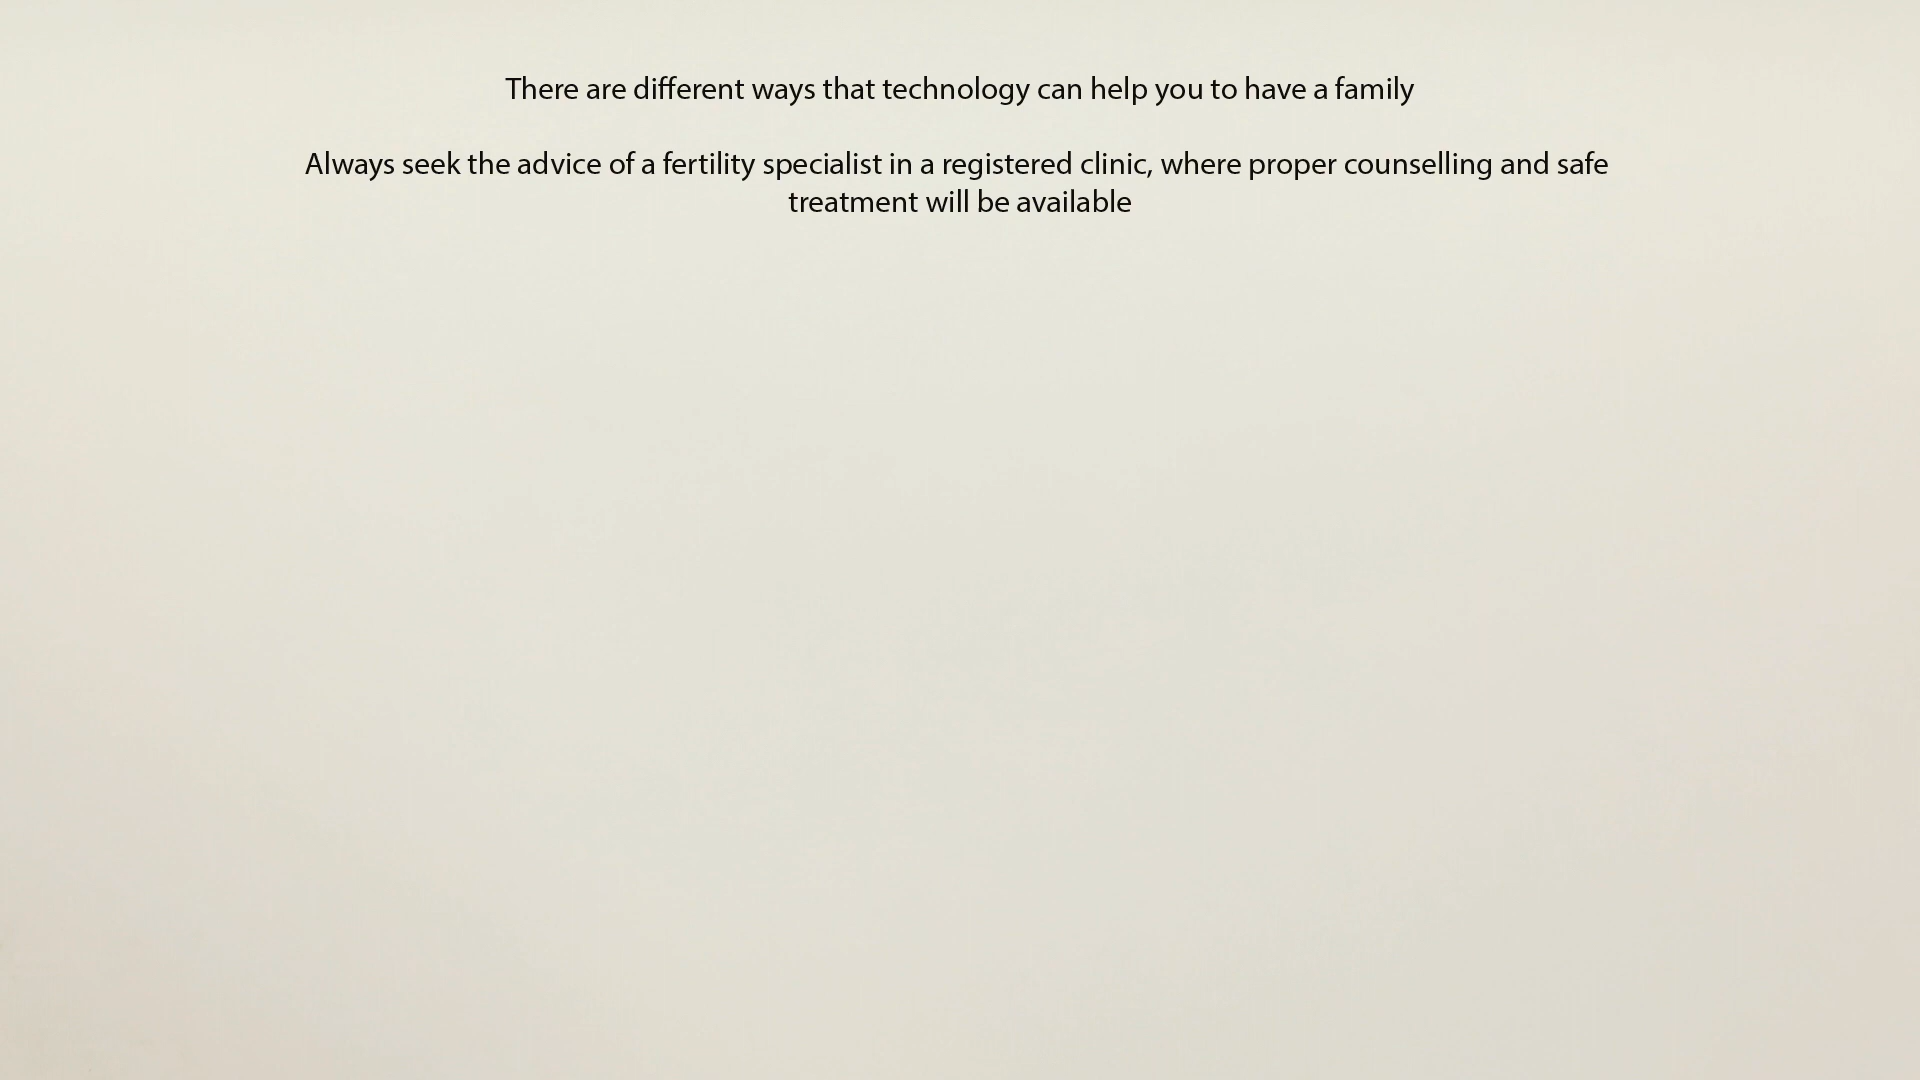 There are different ways that technology can help you to have a family
Always seek the advice of a fertility specialist in a registered clinic, where proper counselling and safe
treatment will be available